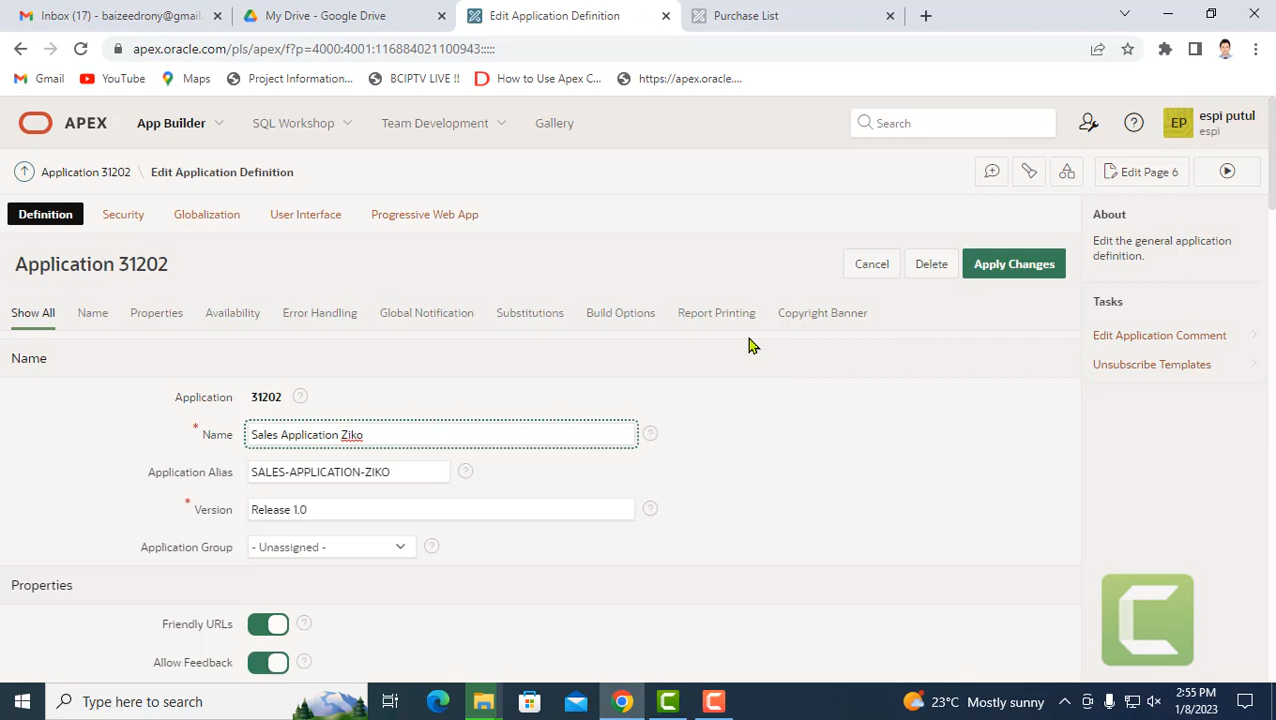 Inbox (17) - baizeedrony@gmail.
My Drive - Google Drive
Edit Application Definition
Purchase List
apex.oracle.com/pls/apex/f?p=4000:4001:116884021100943:::::
Gmail
YouTube
Maps
Project Information...
BCIPTV LIVE !!
How to Use Apex C...
https://apex.oracle....
APEX
App Builder
SQL Workshop
Team Development
Gallery
Search
EP
espi putul
espi
Application 31202 \ Edit Application Definition
Edit Page 6
Definition
Security
Globalization
User Interface
Progressive Web App
About
Edit the general application
definition.
Application 31202
Cancel
Delete
Apply Changes
Tasks
Edit Application Comment
Unsubscribe Templates
Show All
Name
Properties
Availability
Error Handling
Global Notification
Substitutions
Build Options
Report Printing
Copyright Banner
Name
Application 31202
* Name Sales Application Ziko
Application Alias SALES-APPLICATION-ZIKO
* Version Release 1.0
Application Group - Unassigned -
Properties
Friendly URLs
Allow Feedback
Type here to search
23°C Mostly sunny
2:55 PM
1/8/2023